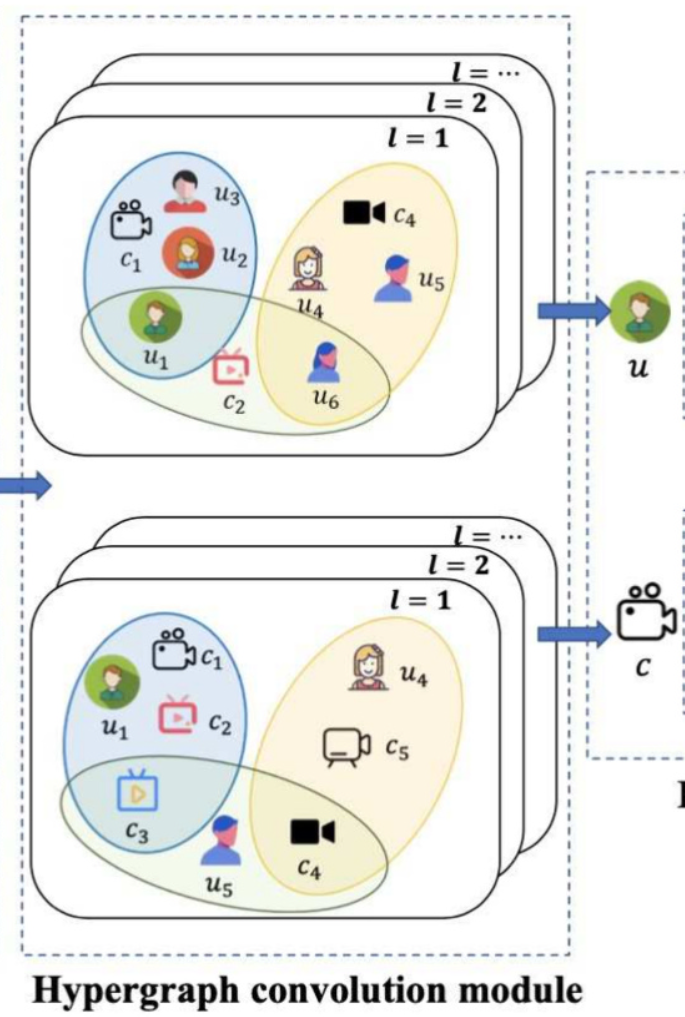 l = ⋯
l = 2
l = 1
u₃
c₄
c₁
u₂
u₅
u₄
u₁
u₆
c₂
u
l = ⋯
l = 2
l = 1
c₁
u₄
u₁
c₂
c₅
c
c₃
c₄
u₅
Hypergraph convolution module